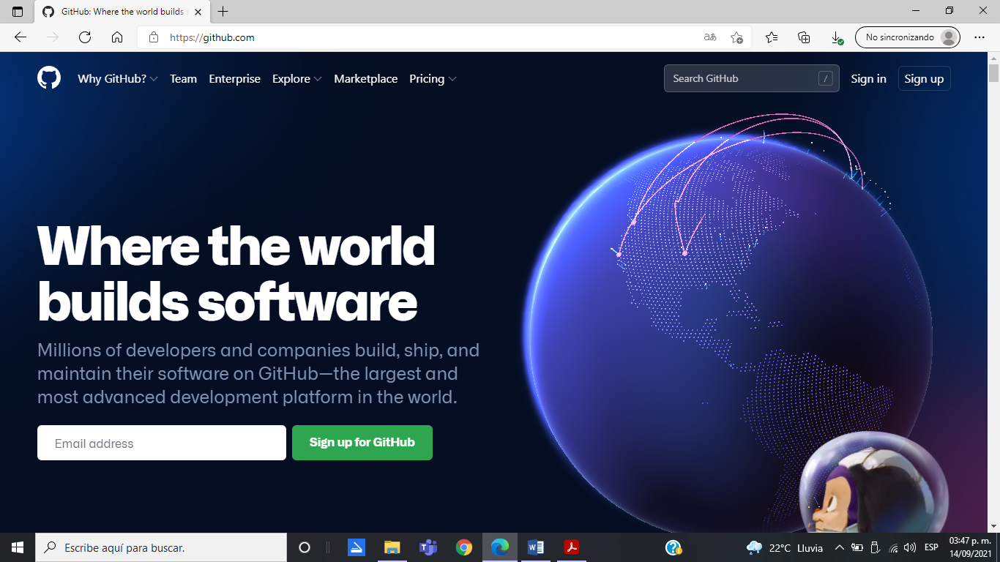 GitHub: Where the world builds
https://github.com
No sincronizando
Why GitHub?
Team
Enterprise
Explore
Marketplace
Pricing
Search GitHub
/
Sign in
Sign up
Where the world
builds software
Millions of developers and companies build, ship, and
maintain their software on GitHub—the largest and
most advanced development platform in the world.
Email address
Sign up for GitHub
Escribe aquí para buscar.
22°C Lluvia
ESP
03:47 p. m.
14/09/2021